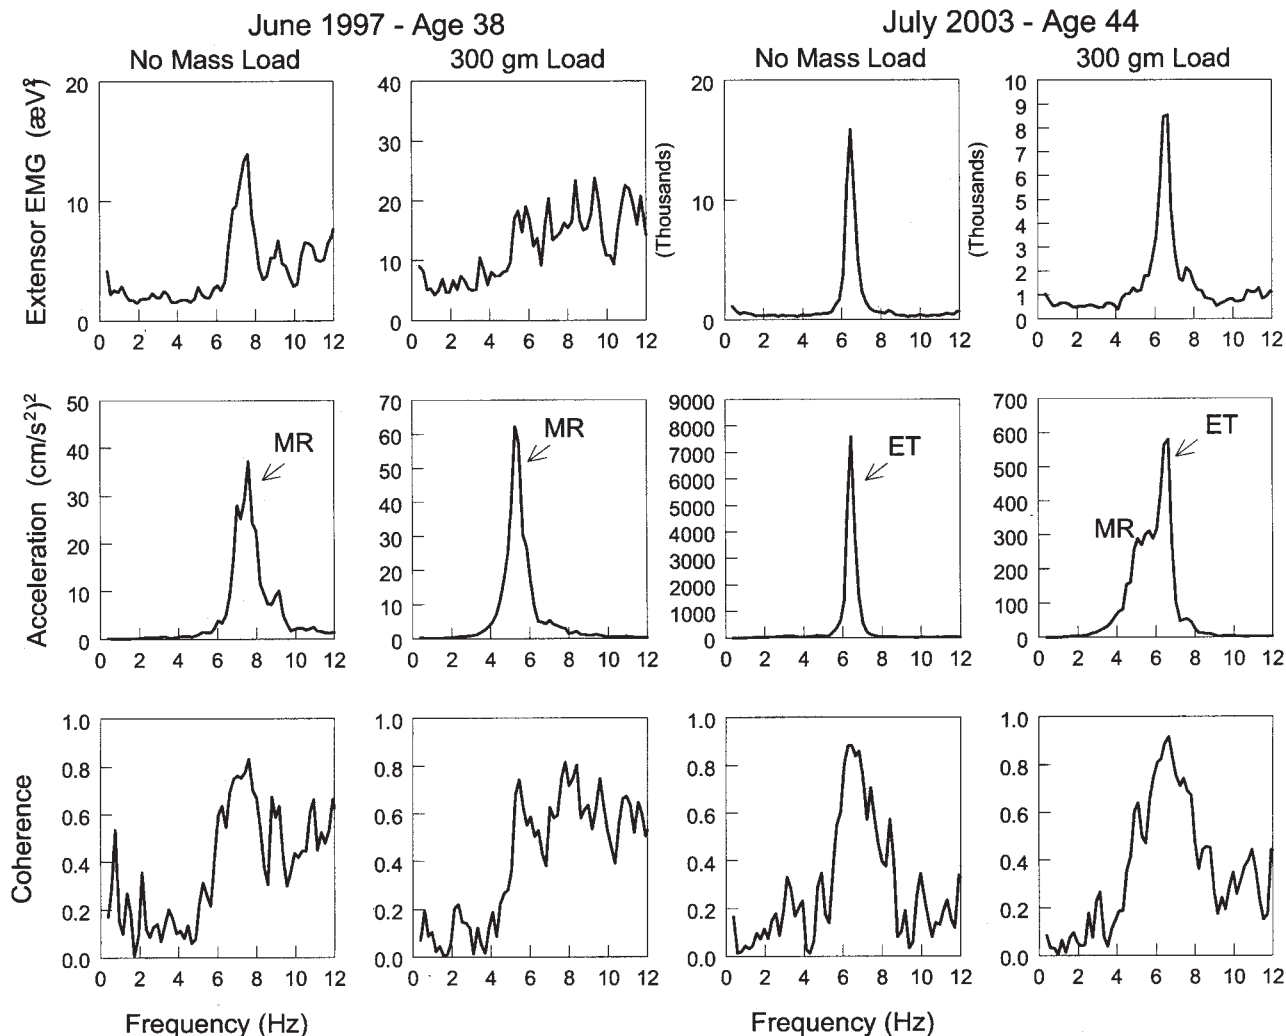 June 1997 - Age 38
July 2003 - Age 44
No Mass Load
300 gm Load
No Mass Load
300 gm Load
Extensor EMG (æV²)
20
10
0
0 2 4 6 8 10 12
40
30
20
10
0
0 2 4 6 8 10 12
(Thousands)
20
10
0
0 2 4 6 8 10 12
(Thousands)
10
9
8
7
6
5
4
3
2
1
0
0 2 4 6 8 10 12
Acceleration (cm/s²)²
50
40
30
20
10
0
MR
0 2 4 6 8 10 12
70
60
50
40
30
20
10
0
MR
0 2 4 6 8 10 12
9000
8000
7000
6000
5000
4000
3000
2000
1000
0
ET
0 2 4 6 8 10 12
700
600
500
400
300
200
100
0
ET
MR
0 2 4 6 8 10 12
Coherence
1.0
0.8
0.6
0.4
0.2
0.0
0 2 4 6 8 10 12
1.0
0.8
0.6
0.4
0.2
0.0
0 2 4 6 8 10 12
1.0
0.8
0.6
0.4
0.2
0.0
0 2 4 6 8 10 12
1.0
0.8
0.6
0.4
0.2
0.0
0 2 4 6 8 10 12
Frequency (Hz)
Frequency (Hz)